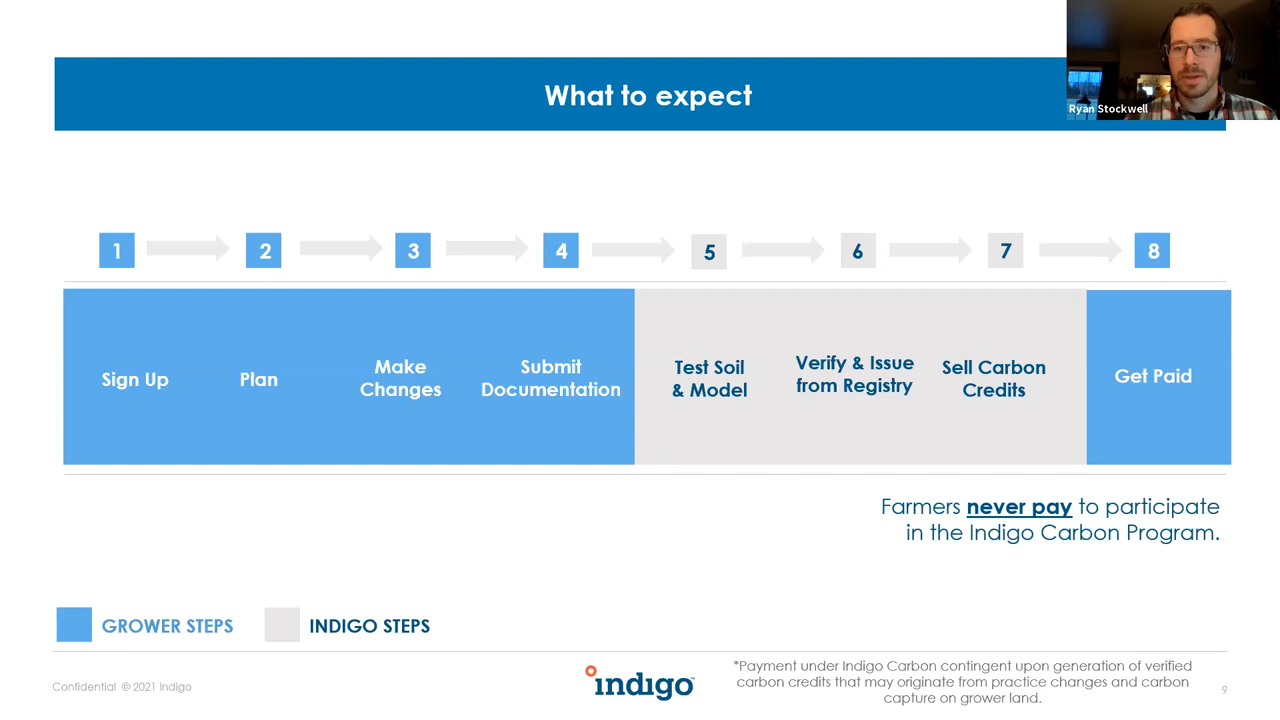 What to expect
Ryan Stockwell
1
2
3
4
5
6
7
8
Sign Up
Plan
Make
Changes
Submit
Documentation
Test Soil
& Model
Verify & Issue
from Registry
Sell Carbon
Credits
Get Paid
Farmers never pay to participate
in the Indigo Carbon Program.
GROWER STEPS
INDIGO STEPS
Confidential © 2021 Indigo
indigo™
*Payment under Indigo Carbon contingent upon generation of verified
carbon credits that may originate from practice changes and carbon
capture on grower land.
9